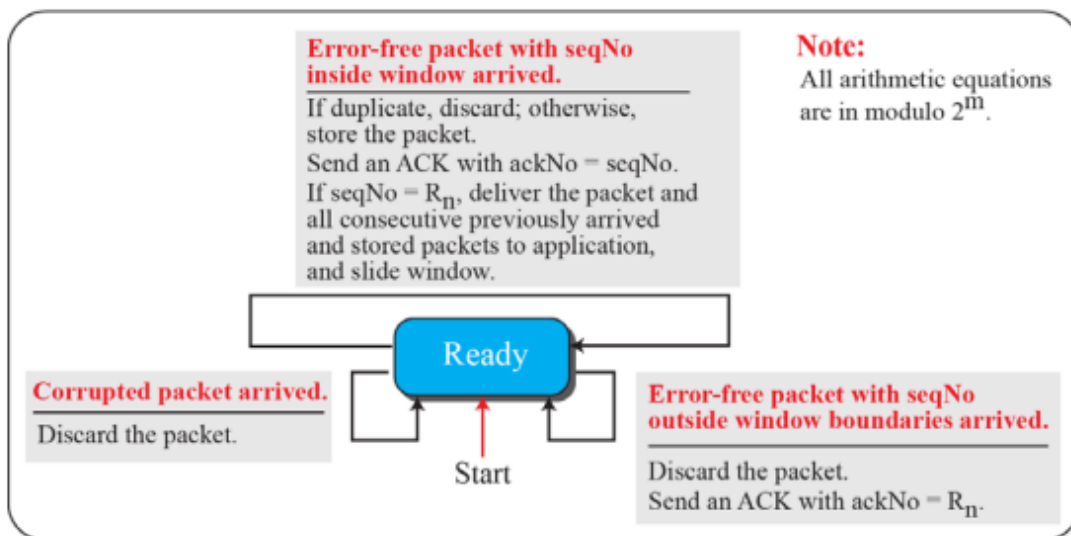 Error-free packet with seqNo
inside window arrived.
If duplicate, discard; otherwise,
store the packet.
Send an ACK with ackNo = seqNo.
If seqNo = Rn, deliver the packet and
all consecutive previously arrived
and stored packets to application,
and slide window.
Note:
All arithmetic equations
are in modulo 2^m.
Ready
Corrupted packet arrived.
Discard the packet.
Start
Error-free packet with seqNo
outside window boundaries arrived.
Discard the packet.
Send an ACK with ackNo = Rn.